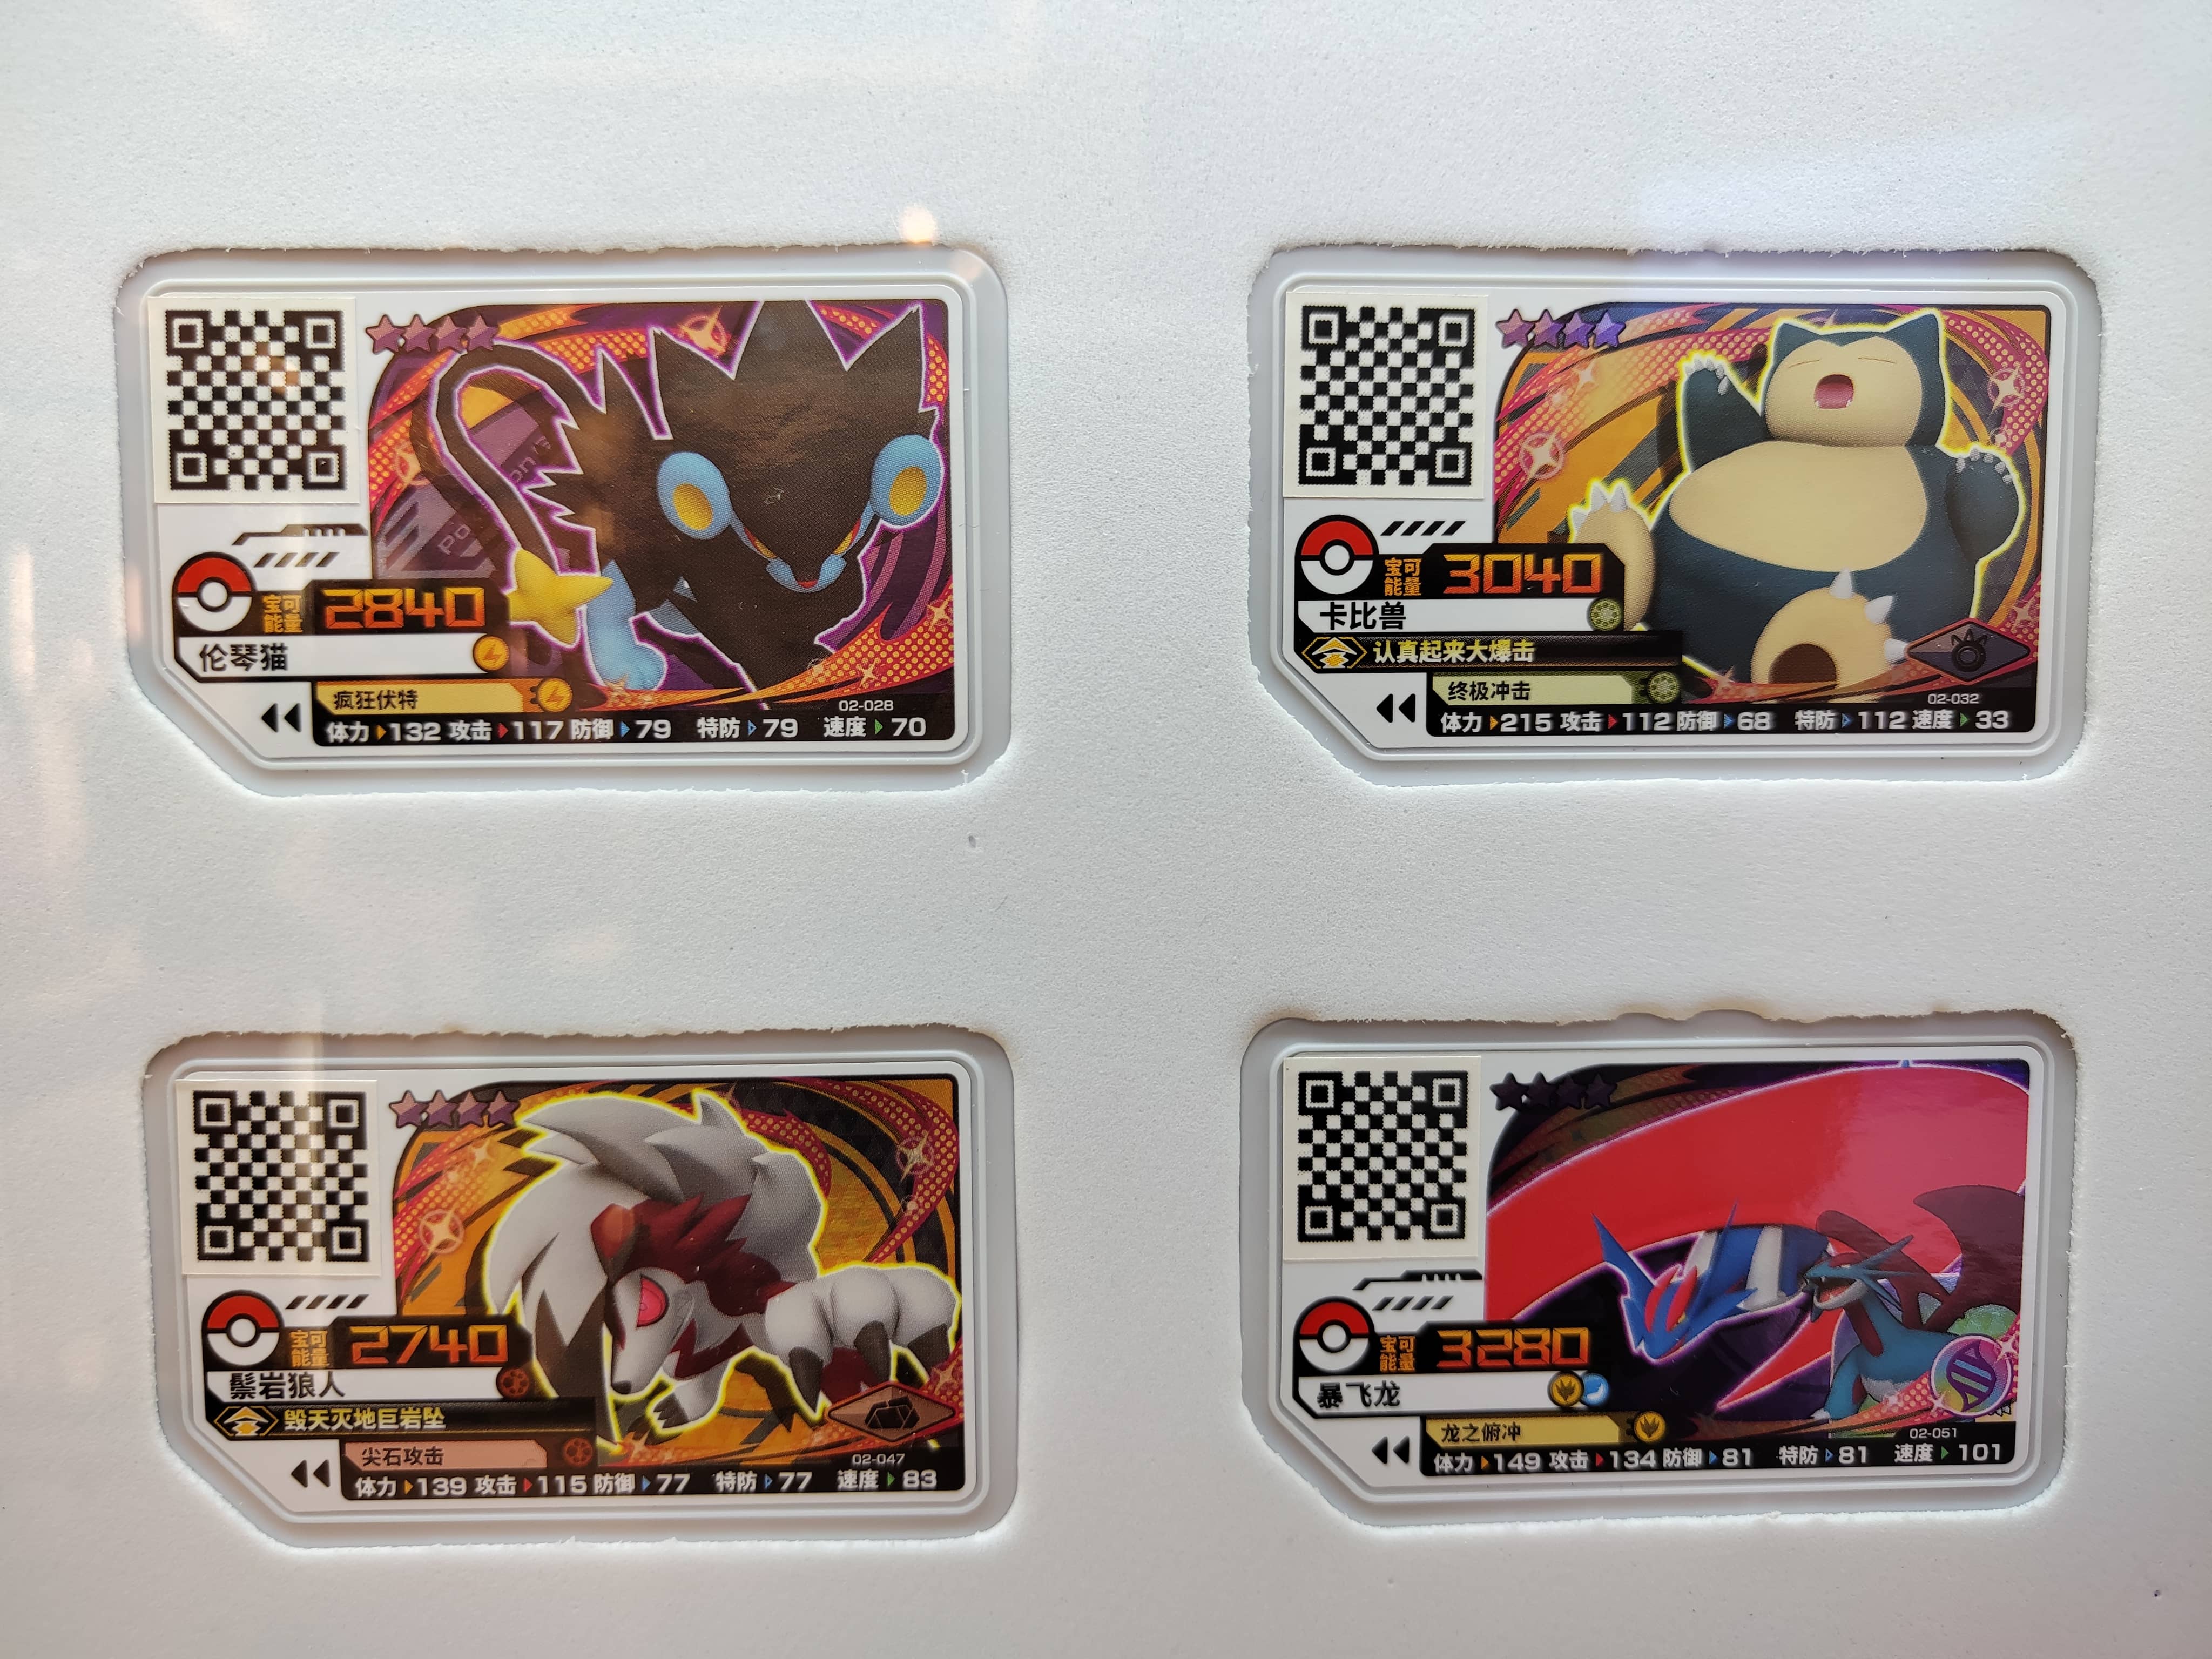 宝可
能量 2840
伦琴猫
疯狂伏特
02-028
体力 132 攻击 117 防御 79 特防 79 速度 70
宝可
能量 3040
卡比兽
认真起来大爆击
终极冲击
02-032
体力 215 攻击 112 防御 68 特防 112 速度 33
宝可
能量 2740
鬃岩狼人
毁天灭地巨岩坠
尖石攻击
02-047
体力 139 攻击 115 防御 77 特防 77 速度 83
宝可
能量 3280
暴飞龙
龙之俯冲
02-051
体力 149 攻击 134 防御 81 特防 81 速度 101